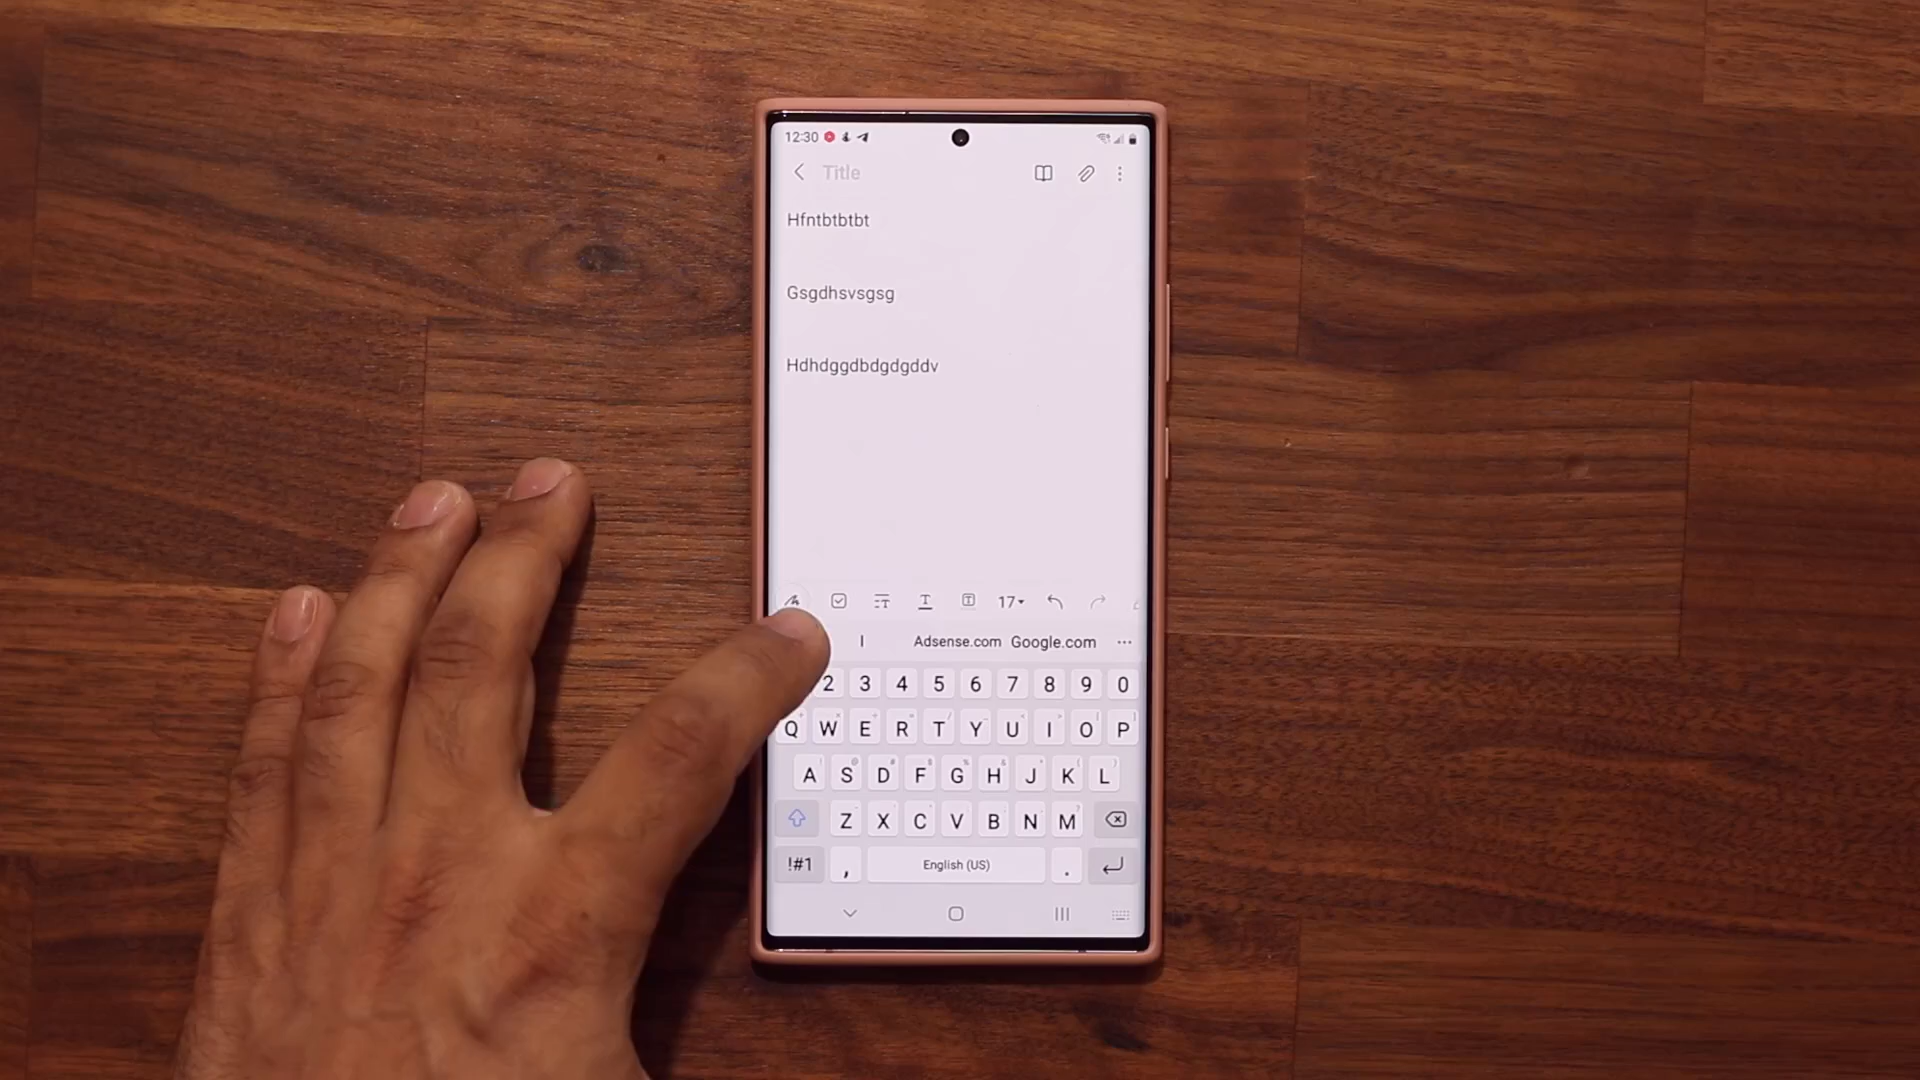 12:30
Title
Hfntbtbtbt
Gsgdhsvsgsg
Hdhdggdbdgdgddv
17
I Adsense.com Google.com ...
2 3 4 5 6 7 8 9 0
Q W E R T Y U I O P
A S D F G H J K L
Z X C V B N M
!#1 , English (US) .